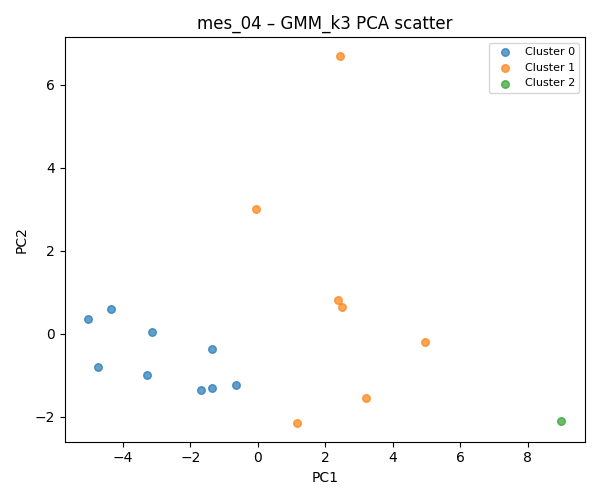 mes_04 – GMM_k3 PCA scatter
Cluster 0
Cluster 1
Cluster 2
6
4
2
0
−2
PC2
−4
−2
0
2
4
6
8
PC1